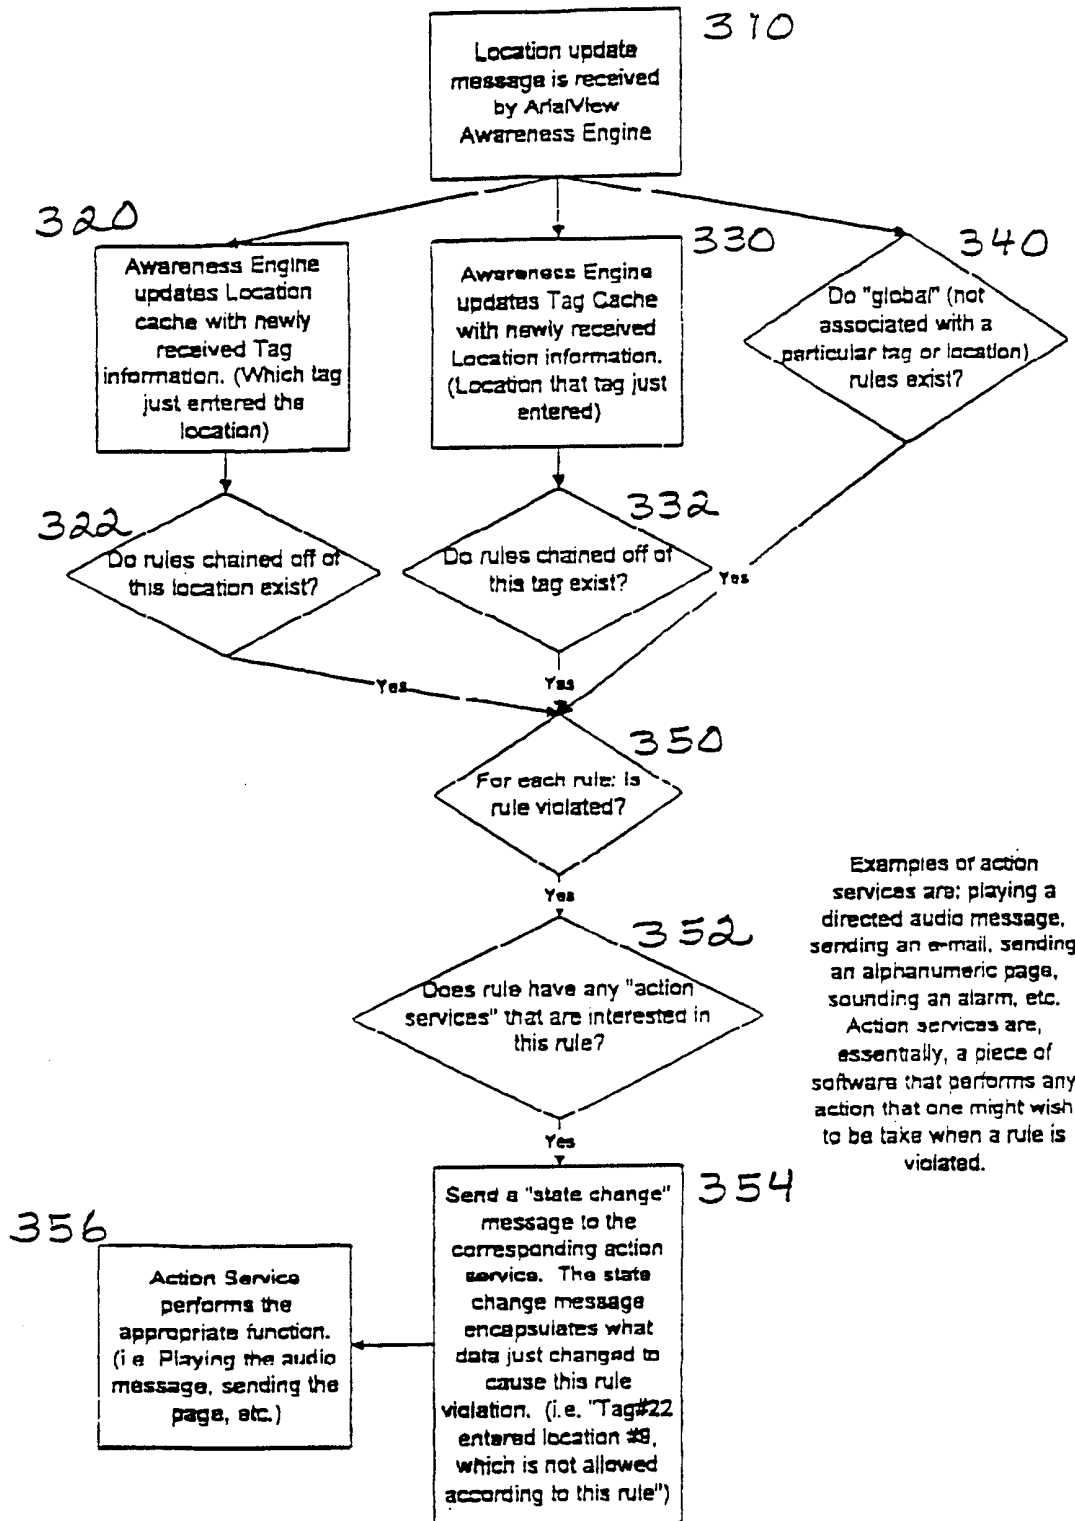 310
Location update
message is received
by ArialView
Awareness Engine
320
Awareness Engine
updates Location
cache with newly
received Tag
information. (Which tag
just entered the
location)
330
Awareness Engine
updates Tag Cache
with newly received
Location information.
(Location that tag just
entered)
340
Do "global" (not
associated with a
particular tag or location)
rules exist?
322
Do rules chained off of
this location exist?
332
Do rules chained off of
this tag exist?
Yes
Yes
Yes
350
For each rule: is
rule violated?
Yes
352
Does rule have any "action
services" that are interested in
this rule?
Yes
Examples of action
services are: playing a
directed audio message,
sending an e-mail, sending
an alphanumeric page,
sounding an alarm, etc.
Action services are,
essentially, a piece of
software that performs any
action that one might wish
to be take when a rule is
violated.
354
Send a "state change"
message to the
corresponding action
service. The state
change message
encapsulates what
data just changed to
cause this rule
violation. (i.e. "Tag#22
entered location #9,
which is not allowed
according to this rule")
356
Action Service
performs the
appropriate function.
(i e Playing the audio
message, sending the
page, etc.)